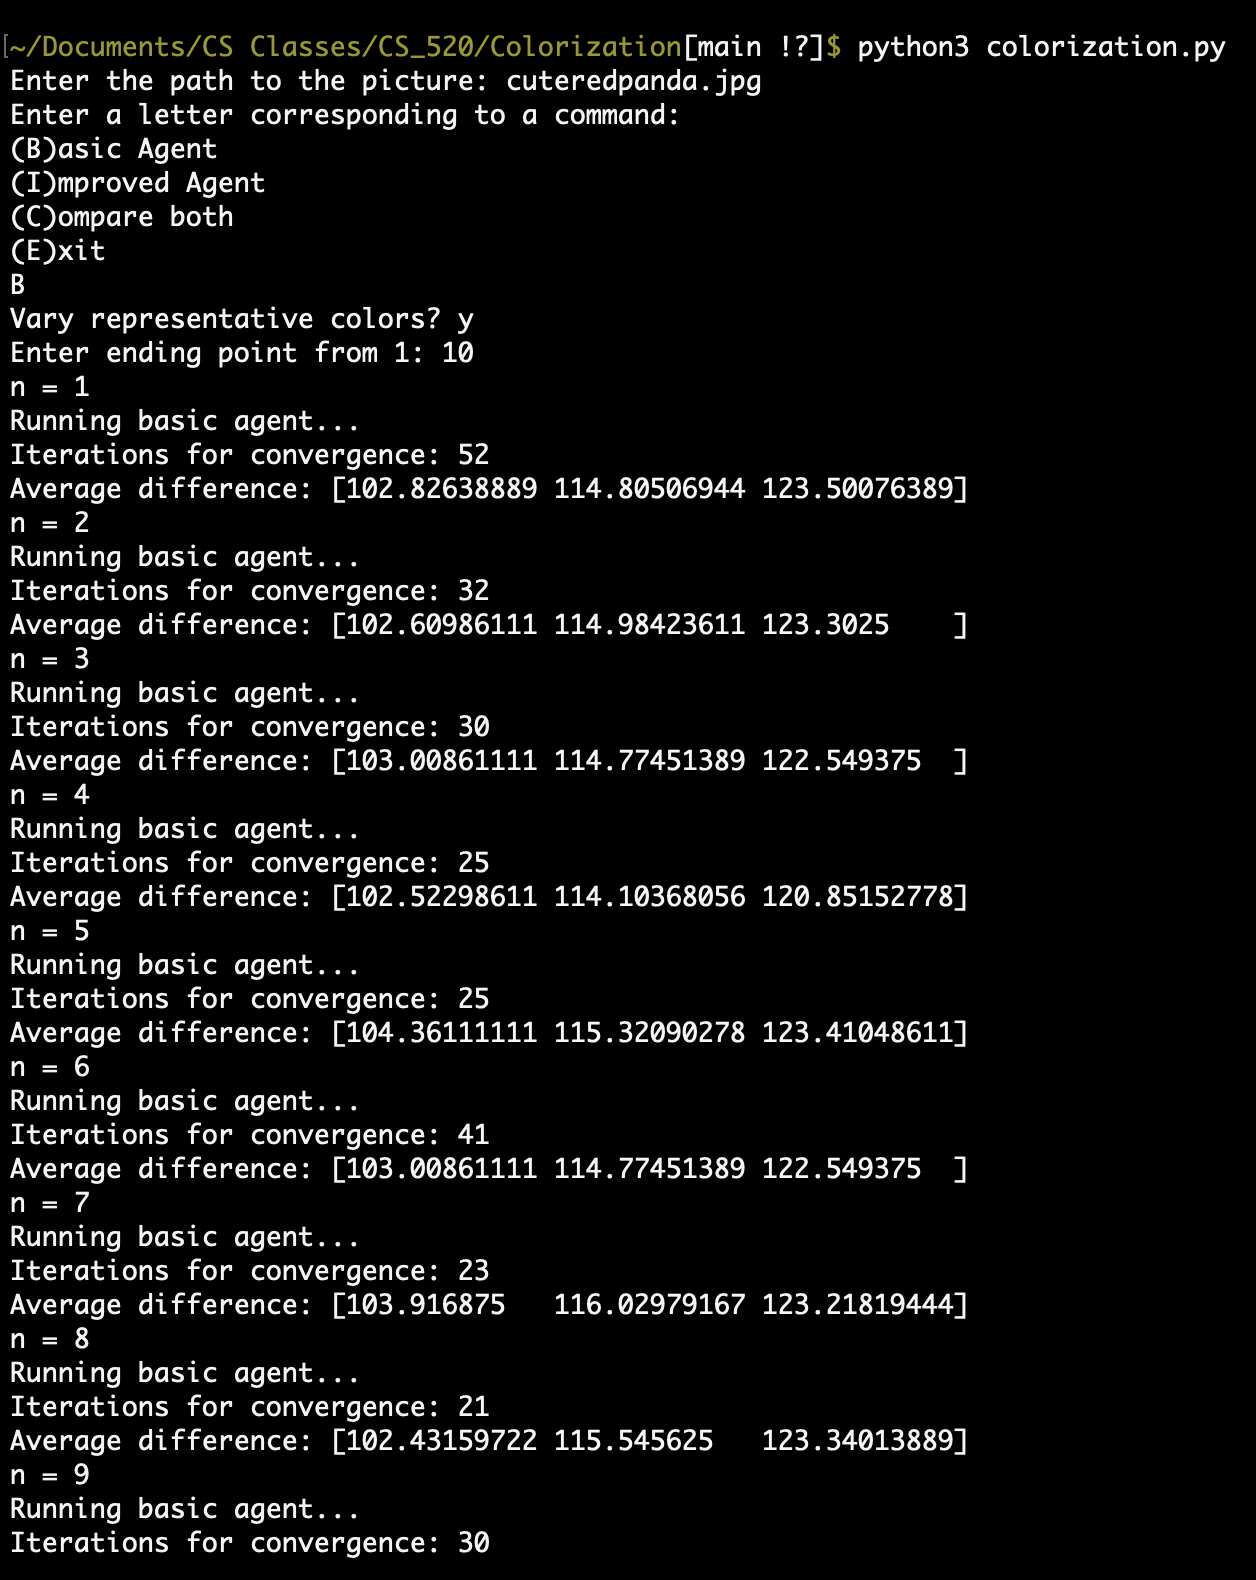 [~/Documents/CS Classes/CS_520/Colorization[main !?]$ python3 colorization.py
Enter the path to the picture: cuteredpanda.jpg
Enter a letter corresponding to a command:
(B)asic Agent
(I)mproved Agent
(C)ompare both
(E)xit
B
Vary representative colors? y
Enter ending point from 1: 10
n = 1
Running basic agent...
Iterations for convergence: 52
Average difference: [102.82638889 114.80506944 123.50076389]
n = 2
Running basic agent...
Iterations for convergence: 32
Average difference: [102.60986111 114.98423611 123.3025    ]
n = 3
Running basic agent...
Iterations for convergence: 30
Average difference: [103.00861111 114.77451389 122.549375  ]
n = 4
Running basic agent...
Iterations for convergence: 25
Average difference: [102.52298611 114.10368056 120.85152778]
n = 5
Running basic agent...
Iterations for convergence: 25
Average difference: [104.36111111 115.32090278 123.41048611]
n = 6
Running basic agent...
Iterations for convergence: 41
Average difference: [103.00861111 114.77451389 122.549375  ]
n = 7
Running basic agent...
Iterations for convergence: 23
Average difference: [103.916875   116.02979167 123.21819444]
n = 8
Running basic agent...
Iterations for convergence: 21
Average difference: [102.43159722 115.545625   123.34013889]
n = 9
Running basic agent...
Iterations for convergence: 30